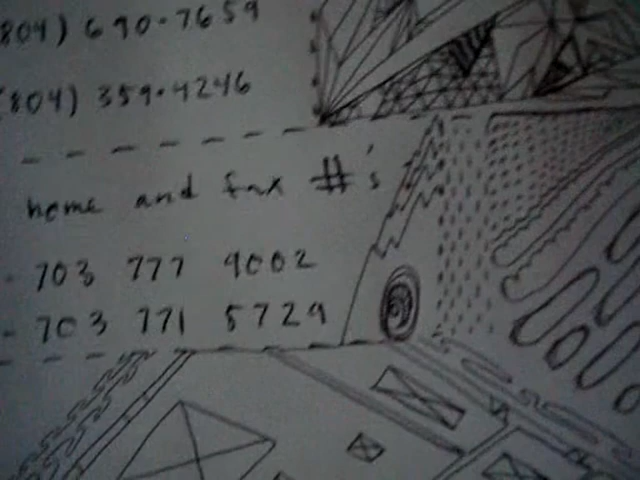 (804) 690-7659
(804) 359-4246
home and fax #'s
- 703 777 9002
- 703 771 5729